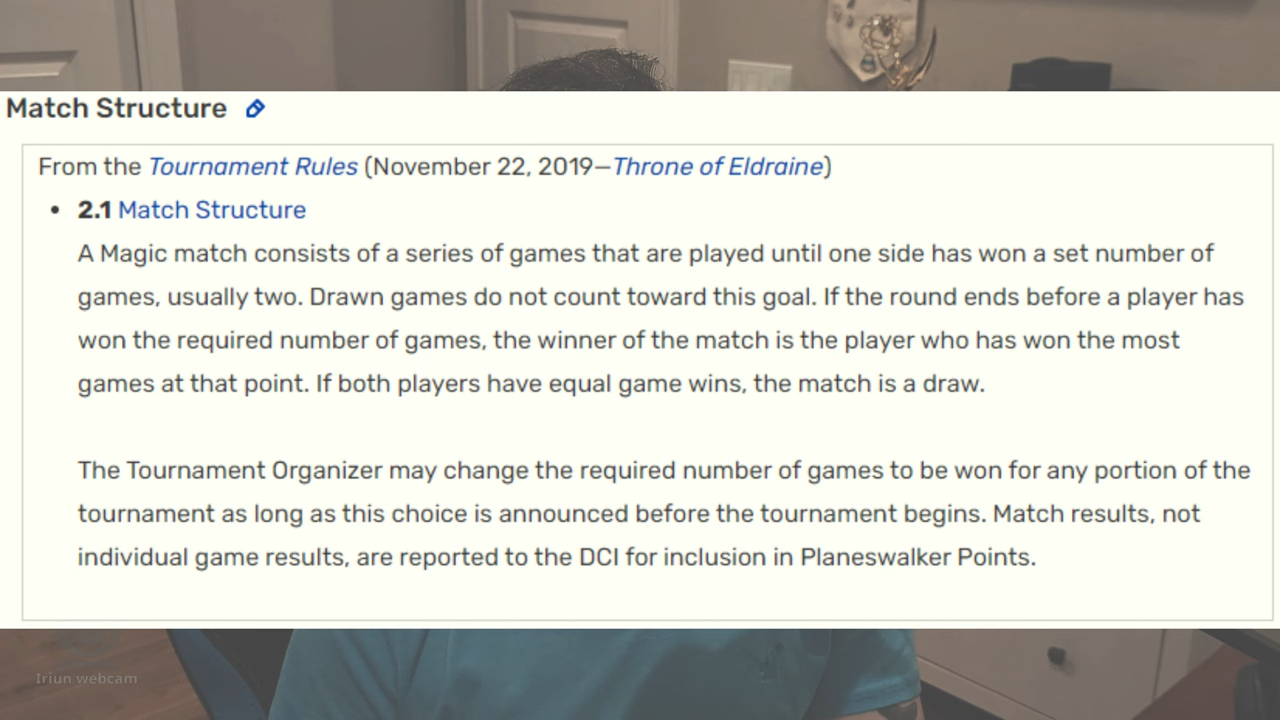 Match Structure
From the Tournament Rules (November 22, 2019—Throne of Eldraine)
• 2.1 Match Structure
A Magic match consists of a series of games that are played until one side has won a set number of
games, usually two. Drawn games do not count toward this goal. If the round ends before a player has
won the required number of games, the winner of the match is the player who has won the most
games at that point. If both players have equal game wins, the match is a draw.
The Tournament Organizer may change the required number of games to be won for any portion of the
tournament as long as this choice is announced before the tournament begins. Match results, not
individual game results, are reported to the DCI for inclusion in Planeswalker Points.
Iriun webcam